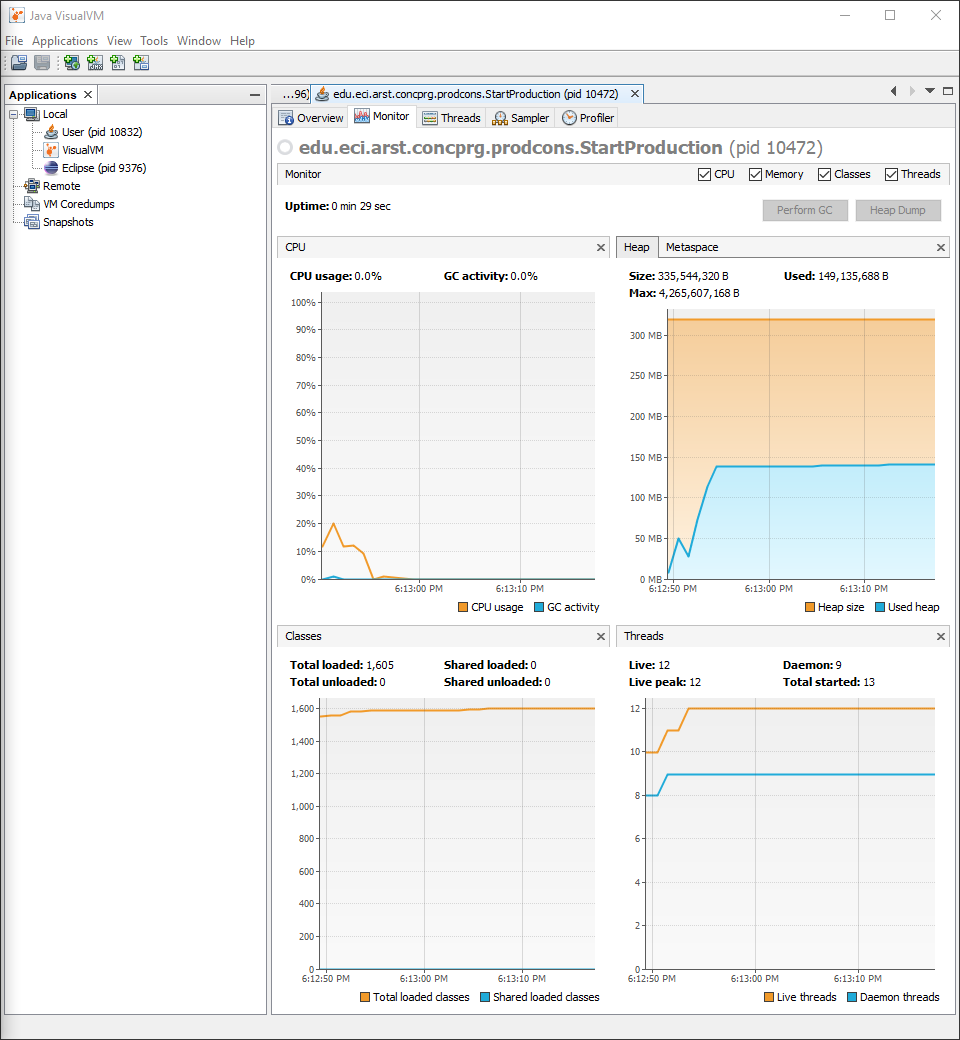 Java VisualVM
File Applications View Tools Window Help
Applications
Local
User (pid 10832)
VisualVM
Eclipse (pid 9376)
Remote
VM Coredumps
Snapshots
...96) edu.eci.arst.concprg.prodcons.StartProduction (pid 10472)
Overview Monitor Threads Sampler Profiler
edu.eci.arst.concprg.prodcons.StartProduction (pid 10472)
Monitor CPU Memory Classes Threads
Uptime: 0 min 29 sec
Perform GC Heap Dump
CPU
CPU usage: 0.0% GC activity: 0.0%
100%
90%
80%
70%
60%
50%
40%
30%
20%
10%
0%
6:13:00 PM 6:13:10 PM
CPU usage GC activity
Heap Metaspace
Size: 335,544,320 B Used: 149,135,688 B
Max: 4,265,607,168 B
300 MB
250 MB
200 MB
150 MB
100 MB
50 MB
0 MB
6:12:50 PM 6:13:00 PM 6:13:10 PM
Heap size Used heap
Classes
Total loaded: 1,605 Shared loaded: 0
Total unloaded: 0 Shared unloaded: 0
1,600
1,400
1,200
1,000
800
600
400
200
0
6:12:50 PM 6:13:00 PM 6:13:10 PM
Total loaded classes Shared loaded classes
Threads
Live: 12 Daemon: 9
Live peak: 12 Total started: 13
12
10
8
6
4
2
0
6:12:50 PM 6:13:00 PM 6:13:10 PM
Live threads Daemon threads